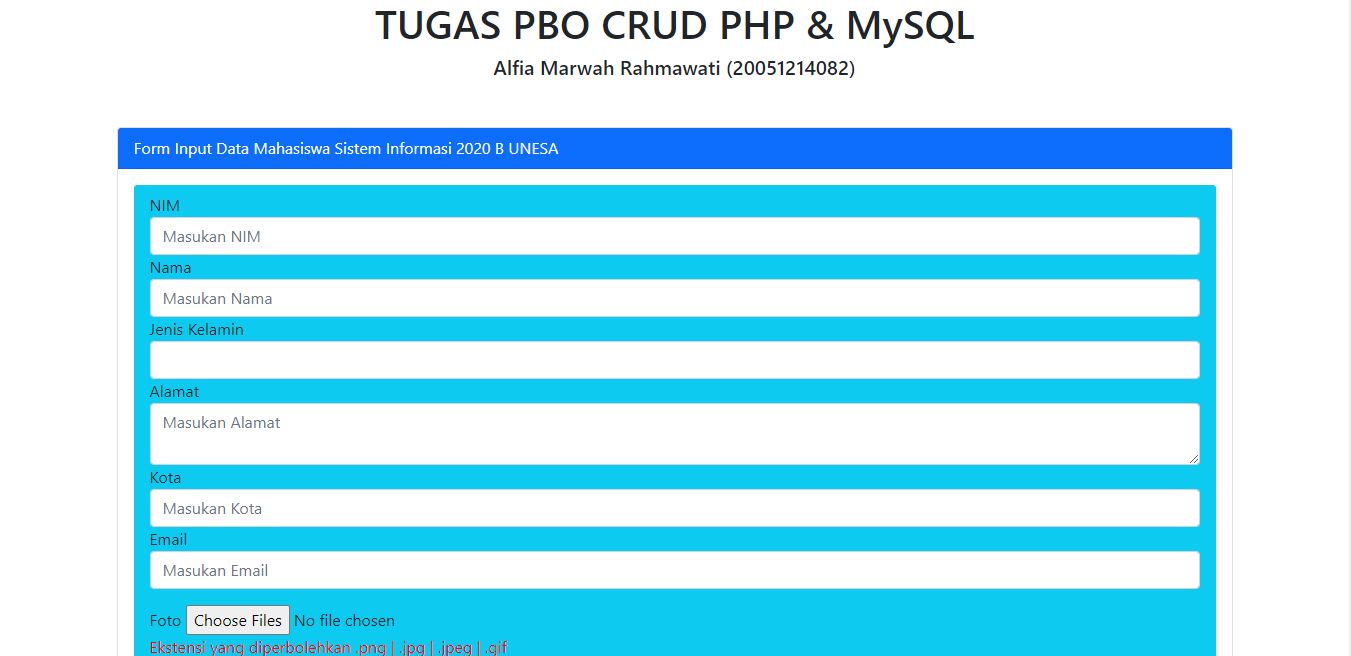 TUGAS PBO CRUD PHP & MySQL
Alfia Marwah Rahmawati (20051214082)
Form Input Data Mahasiswa Sistem Informasi 2020 B UNESA
NIM
Masukan NIM
Nama
Masukan Nama
Jenis Kelamin
Alamat
Masukan Alamat
Kota
Masukan Kota
Email
Masukan Email
Foto Choose Files No file chosen
Ekstensi yang diperbolehkan .png | .jpg | .jpeg | .gif